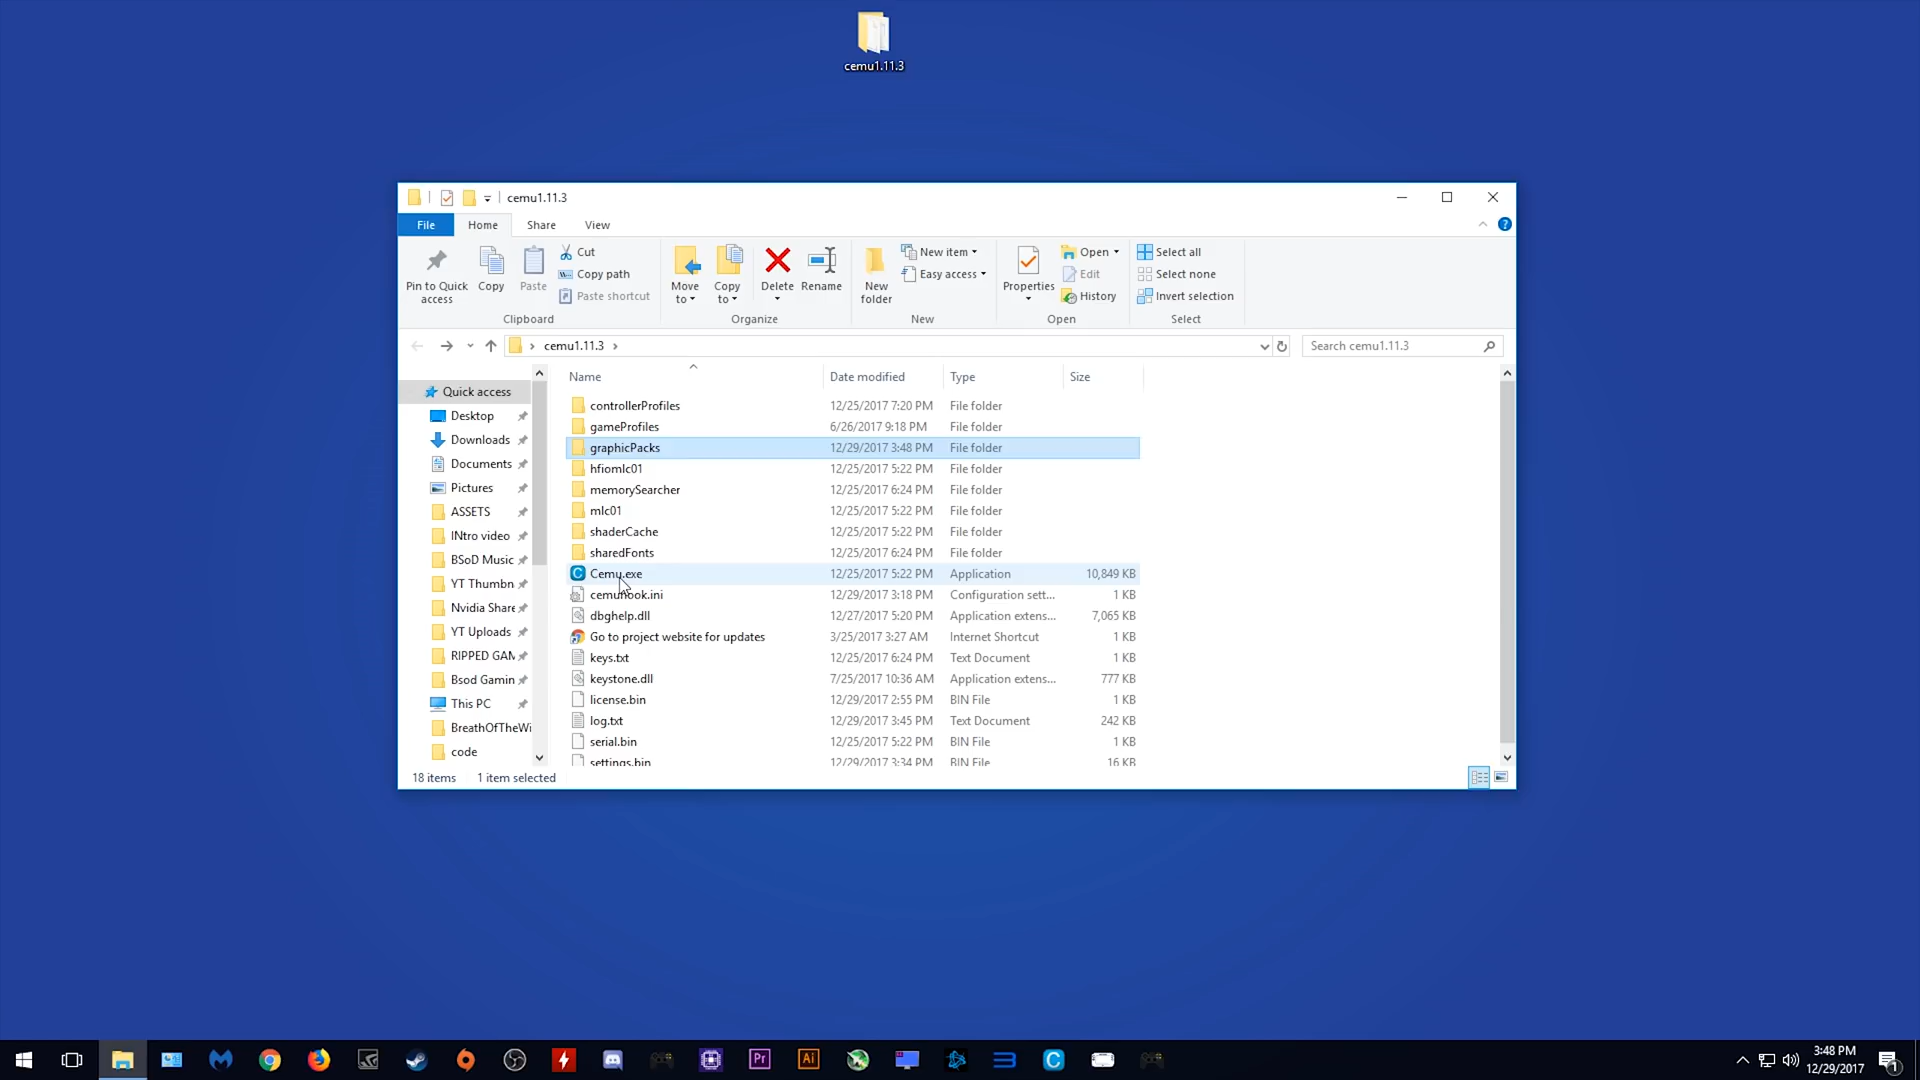 cemu1.11.3
cemu1.11.3
File Home Share View
Pin to Quick access
Copy
Paste
Cut
Copy path
Paste shortcut
Clipboard
Move to
Copy to
Delete
Rename
Organize
New folder
New item
Easy access
New
Properties
Open
Edit
History
Open
Select all
Select none
Invert selection
Select
cemu1.11.3
Search cemu1.11.3
Quick access
Desktop
Downloads
Documents
Pictures
ASSETS
INtro video
BSoD Music
YT Thumbn
Nvidia Share
YT Uploads
RIPPED GAM
Bsod Gamin
This PC
BreathOfTheWi
code
Name Date modified Type Size
controllerProfiles 12/25/2017 7:20 PM File folder
gameProfiles 6/26/2017 9:18 PM File folder
graphicPacks 12/29/2017 3:48 PM File folder
hfiomlc01 12/25/2017 5:22 PM File folder
memorySearcher 12/25/2017 6:24 PM File folder
mlc01 12/25/2017 5:22 PM File folder
shaderCache 12/25/2017 5:22 PM File folder
sharedFonts 12/25/2017 6:24 PM File folder
Cemu.exe 12/25/2017 5:22 PM Application 10,849 KB
cemuhook.ini 12/29/2017 3:18 PM Configuration sett... 1 KB
dbghelp.dll 12/27/2017 5:20 PM Application extens... 7,065 KB
Go to project website for updates 3/25/2017 3:27 AM Internet Shortcut 1 KB
keys.txt 12/25/2017 6:24 PM Text Document 1 KB
keystone.dll 7/25/2017 10:36 AM Application extens... 777 KB
license.bin 12/29/2017 2:55 PM BIN File 1 KB
log.txt 12/29/2017 3:45 PM Text Document 242 KB
serial.bin 12/25/2017 5:22 PM BIN File 1 KB
settings.bin 12/29/2017 3:34 PM BIN File 16 KB
18 items 1 item selected
Pr
Ai
3:48 PM
12/29/2017
1